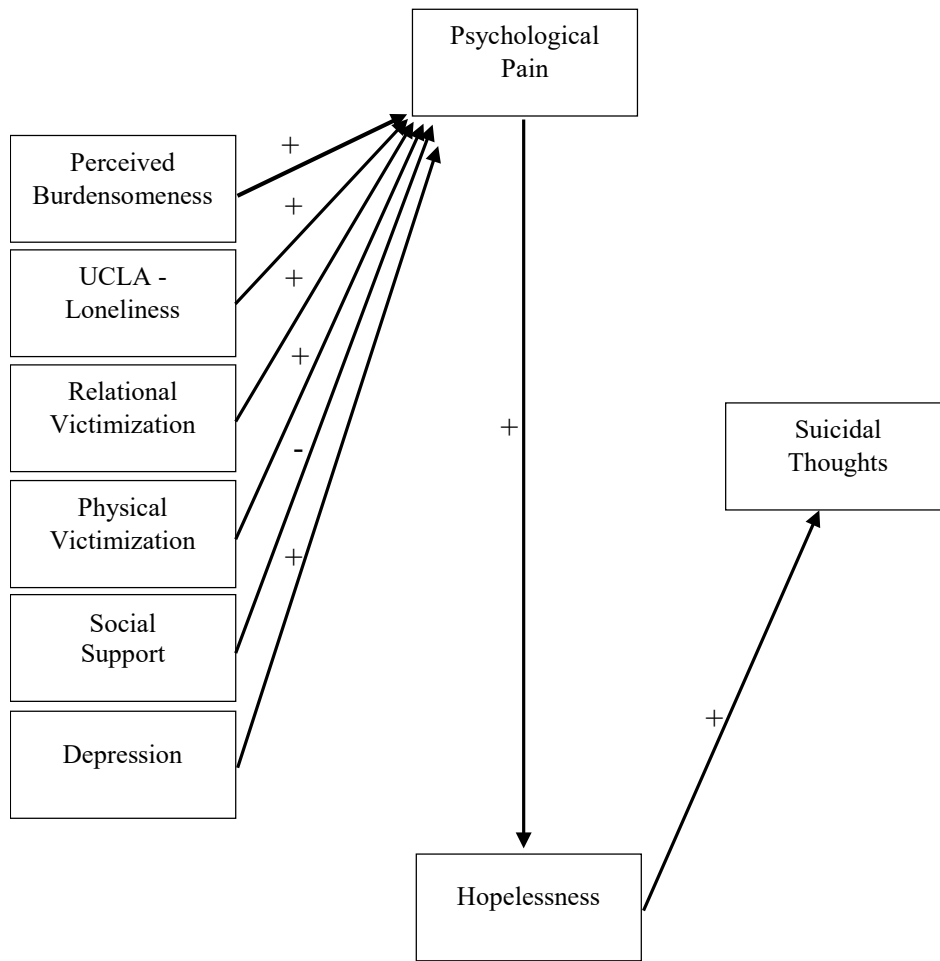 Psychological
Pain
+
Perceived
Burdensomeness
+
UCLA -
Loneliness
+
Relational
Victimization
+
Physical
Victimization
-
Social
Support
+
Depression
+
Suicidal
Thoughts
+
Hopelessness